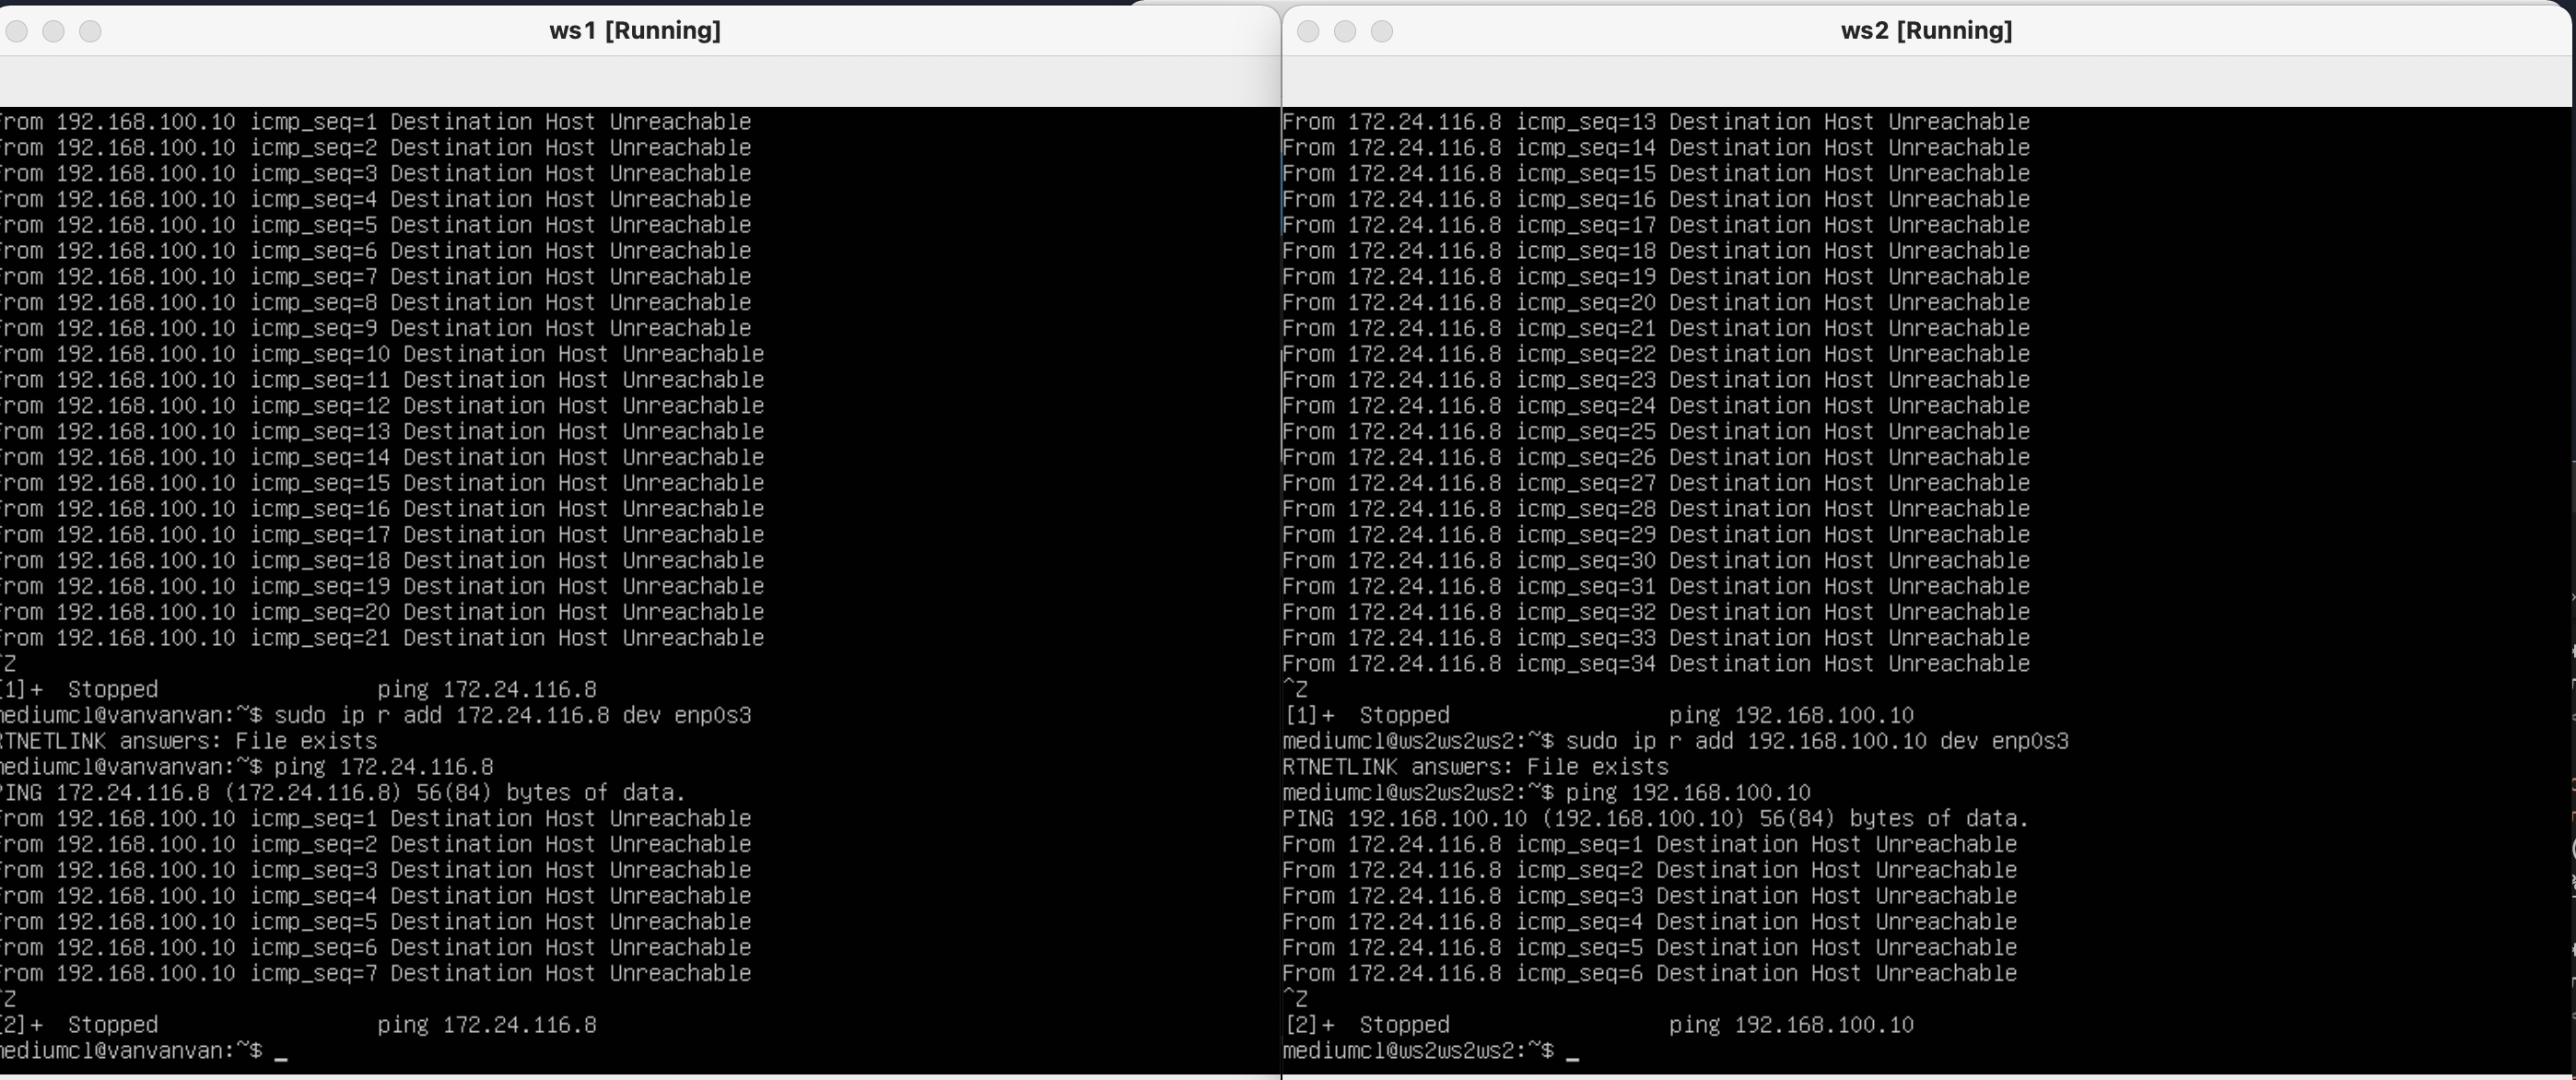 ws1 [Running]
rom 192.168.100.10 icmp_seq=1 Destination Host Unreachable
rom 192.168.100.10 icmp_seq=2 Destination Host Unreachable
rom 192.168.100.10 icmp_seq=3 Destination Host Unreachable
rom 192.168.100.10 icmp_seq=4 Destination Host Unreachable
rom 192.168.100.10 icmp_seq=5 Destination Host Unreachable
rom 192.168.100.10 icmp_seq=6 Destination Host Unreachable
rom 192.168.100.10 icmp_seq=7 Destination Host Unreachable
rom 192.168.100.10 icmp_seq=8 Destination Host Unreachable
rom 192.168.100.10 icmp_seq=9 Destination Host Unreachable
rom 192.168.100.10 icmp_seq=10 Destination Host Unreachable
rom 192.168.100.10 icmp_seq=11 Destination Host Unreachable
rom 192.168.100.10 icmp_seq=12 Destination Host Unreachable
rom 192.168.100.10 icmp_seq=13 Destination Host Unreachable
rom 192.168.100.10 icmp_seq=14 Destination Host Unreachable
rom 192.168.100.10 icmp_seq=15 Destination Host Unreachable
rom 192.168.100.10 icmp_seq=16 Destination Host Unreachable
rom 192.168.100.10 icmp_seq=17 Destination Host Unreachable
rom 192.168.100.10 icmp_seq=18 Destination Host Unreachable
rom 192.168.100.10 icmp_seq=19 Destination Host Unreachable
rom 192.168.100.10 icmp_seq=20 Destination Host Unreachable
rom 192.168.100.10 icmp_seq=21 Destination Host Unreachable
^Z
[1]+  Stopped                 ping 172.24.116.8
mediumcl@vanvanvan:~$ sudo ip r add 172.24.116.8 dev enp0s3
RTNETLINK answers: File exists
mediumcl@vanvanvan:~$ ping 172.24.116.8
PING 172.24.116.8 (172.24.116.8) 56(84) bytes of data.
rom 192.168.100.10 icmp_seq=1 Destination Host Unreachable
rom 192.168.100.10 icmp_seq=2 Destination Host Unreachable
rom 192.168.100.10 icmp_seq=3 Destination Host Unreachable
rom 192.168.100.10 icmp_seq=4 Destination Host Unreachable
rom 192.168.100.10 icmp_seq=5 Destination Host Unreachable
rom 192.168.100.10 icmp_seq=6 Destination Host Unreachable
rom 192.168.100.10 icmp_seq=7 Destination Host Unreachable
^Z
[2]+  Stopped                 ping 172.24.116.8
mediumcl@vanvanvan:~$ _
ws2 [Running]
From 172.24.116.8 icmp_seq=13 Destination Host Unreachable
From 172.24.116.8 icmp_seq=14 Destination Host Unreachable
From 172.24.116.8 icmp_seq=15 Destination Host Unreachable
From 172.24.116.8 icmp_seq=16 Destination Host Unreachable
From 172.24.116.8 icmp_seq=17 Destination Host Unreachable
From 172.24.116.8 icmp_seq=18 Destination Host Unreachable
From 172.24.116.8 icmp_seq=19 Destination Host Unreachable
From 172.24.116.8 icmp_seq=20 Destination Host Unreachable
From 172.24.116.8 icmp_seq=21 Destination Host Unreachable
From 172.24.116.8 icmp_seq=22 Destination Host Unreachable
From 172.24.116.8 icmp_seq=23 Destination Host Unreachable
From 172.24.116.8 icmp_seq=24 Destination Host Unreachable
From 172.24.116.8 icmp_seq=25 Destination Host Unreachable
From 172.24.116.8 icmp_seq=26 Destination Host Unreachable
From 172.24.116.8 icmp_seq=27 Destination Host Unreachable
From 172.24.116.8 icmp_seq=28 Destination Host Unreachable
From 172.24.116.8 icmp_seq=29 Destination Host Unreachable
From 172.24.116.8 icmp_seq=30 Destination Host Unreachable
From 172.24.116.8 icmp_seq=31 Destination Host Unreachable
From 172.24.116.8 icmp_seq=32 Destination Host Unreachable
From 172.24.116.8 icmp_seq=33 Destination Host Unreachable
From 172.24.116.8 icmp_seq=34 Destination Host Unreachable
^Z
[1]+  Stopped                 ping 192.168.100.10
mediumcl@ws2ws2ws2:~$ sudo ip r add 192.168.100.10 dev enp0s3
RTNETLINK answers: File exists
mediumcl@ws2ws2ws2:~$ ping 192.168.100.10
PING 192.168.100.10 (192.168.100.10) 56(84) bytes of data.
From 172.24.116.8 icmp_seq=1 Destination Host Unreachable
From 172.24.116.8 icmp_seq=2 Destination Host Unreachable
From 172.24.116.8 icmp_seq=3 Destination Host Unreachable
From 172.24.116.8 icmp_seq=4 Destination Host Unreachable
From 172.24.116.8 icmp_seq=5 Destination Host Unreachable
From 172.24.116.8 icmp_seq=6 Destination Host Unreachable
^Z
[2]+  Stopped                 ping 192.168.100.10
mediumcl@ws2ws2ws2:~$ _